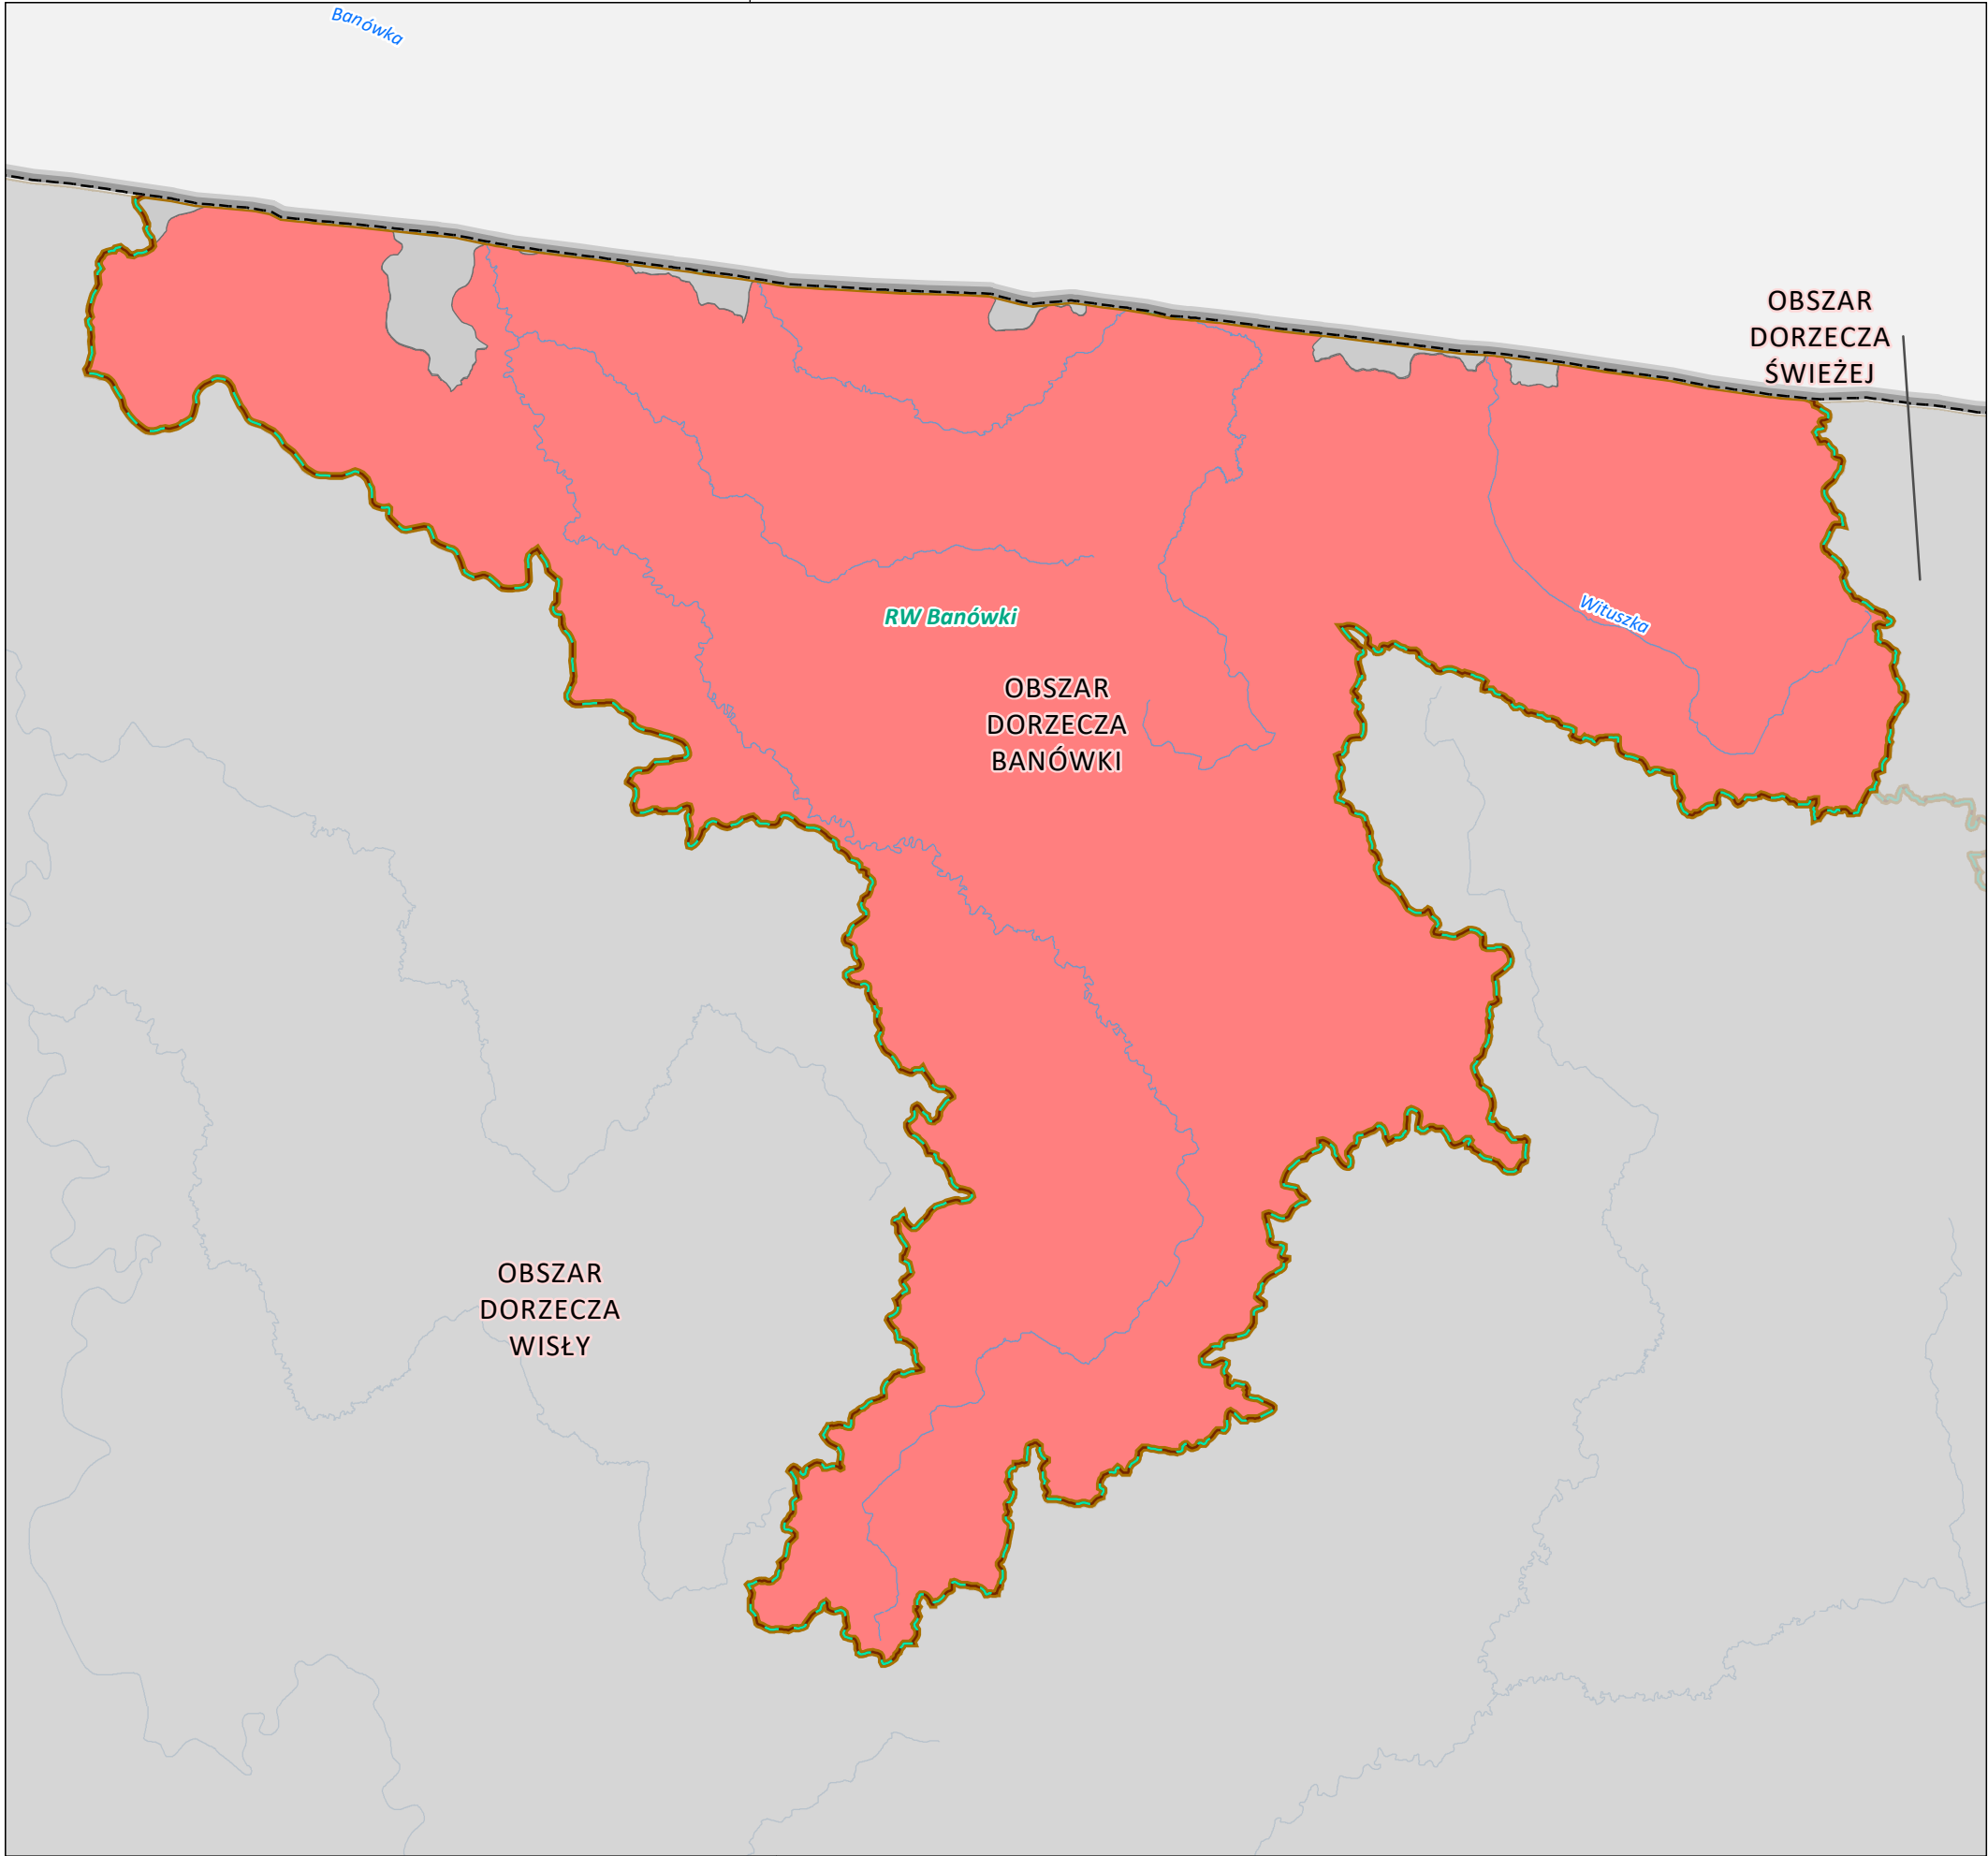 Banówka
OBSZAR
DORZECZA
ŚWIEŻEJ
Wituszka
RW Banówki
OBSZAR
DORZECZA
BANÓWKI
OBSZAR
DORZECZA
WISŁY